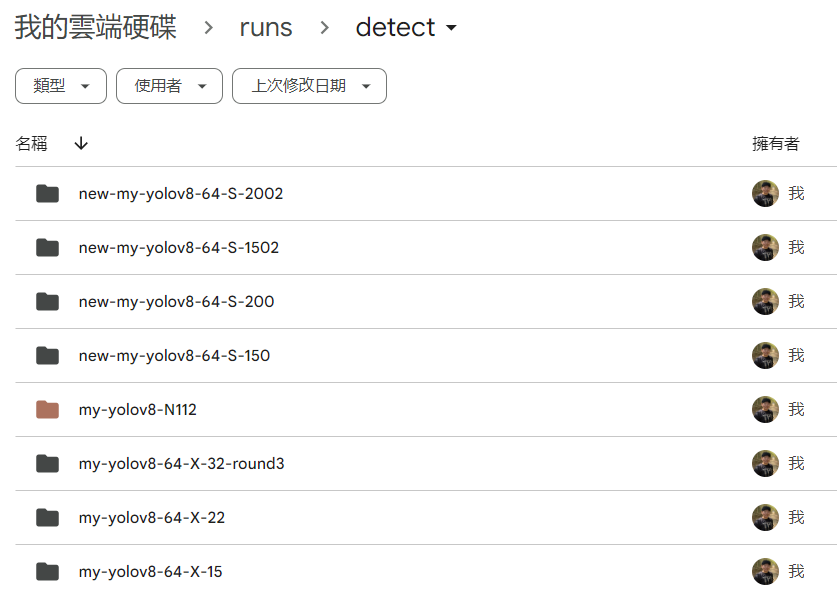 我的雲端硬碟 > runs > detect
類型 使用者 上次修改日期
名稱 擁有者
new-my-yolov8-64-S-2002 我
new-my-yolov8-64-S-1502 我
new-my-yolov8-64-S-200 我
new-my-yolov8-64-S-150 我
my-yolov8-N112 我
my-yolov8-64-X-32-round3 我
my-yolov8-64-X-22 我
my-yolov8-64-X-15 我